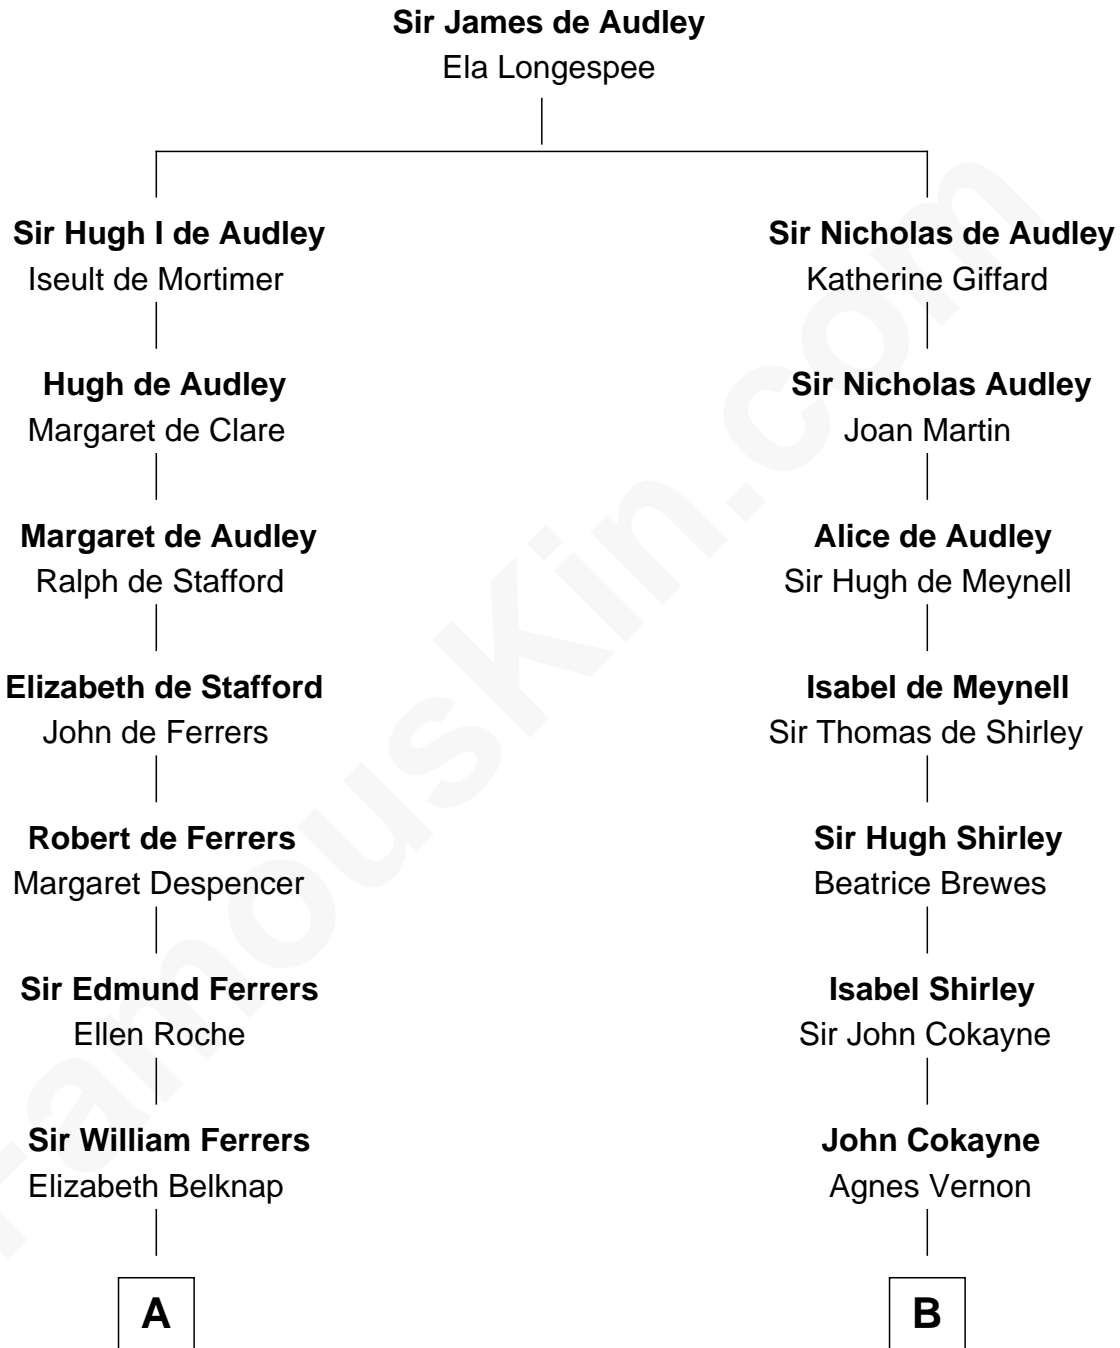 Sir James de Audley
Ela Longespee
Sir Hugh I de Audley
Iseult de Mortimer
Sir Nicholas de Audley
Katherine Giffard
Hugh de Audley
Margaret de Clare
Sir Nicholas Audley
Joan Martin
Margaret de Audley
Ralph de Stafford
Alice de Audley
Sir Hugh de Meynell
Elizabeth de Stafford
John de Ferrers
Isabel de Meynell
Sir Thomas de Shirley
Robert de Ferrers
Margaret Despencer
Sir Hugh Shirley
Beatrice Brewes
Sir Edmund Ferrers
Ellen Roche
Isabel Shirley
Sir John Cokayne
Sir William Ferrers
Elizabeth Belknap
John Cokayne
Agnes Vernon
A
B
FamousKin.com